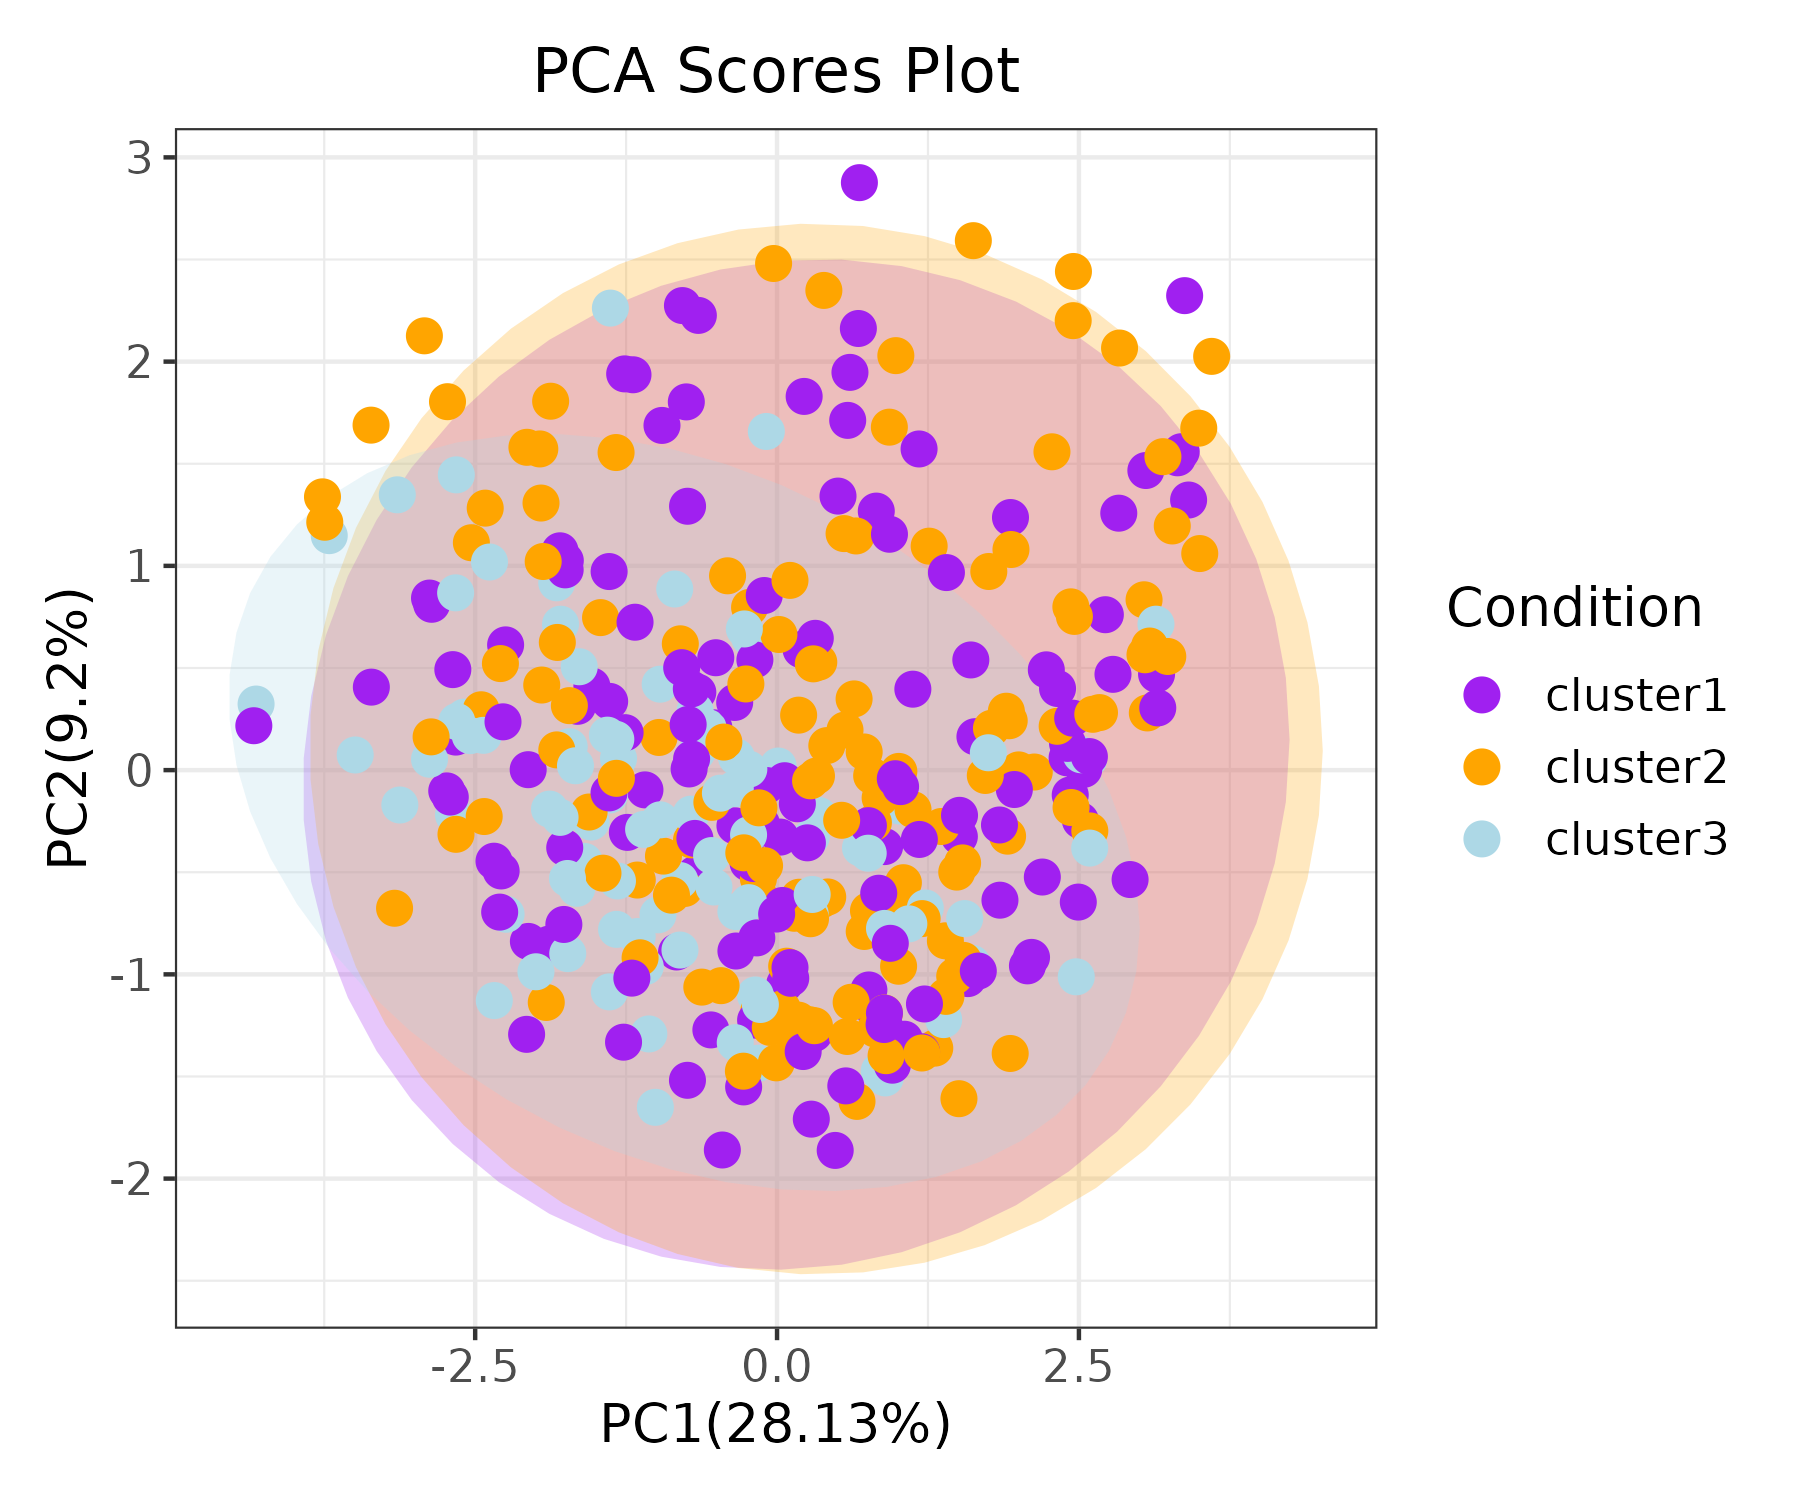 PCA Scores Plot
3
2
1
0
-1
-2
PC2(9.2%)
-2.5 0.0 2.5
PC1(28.13%)
Condition
cluster1
cluster2
cluster3